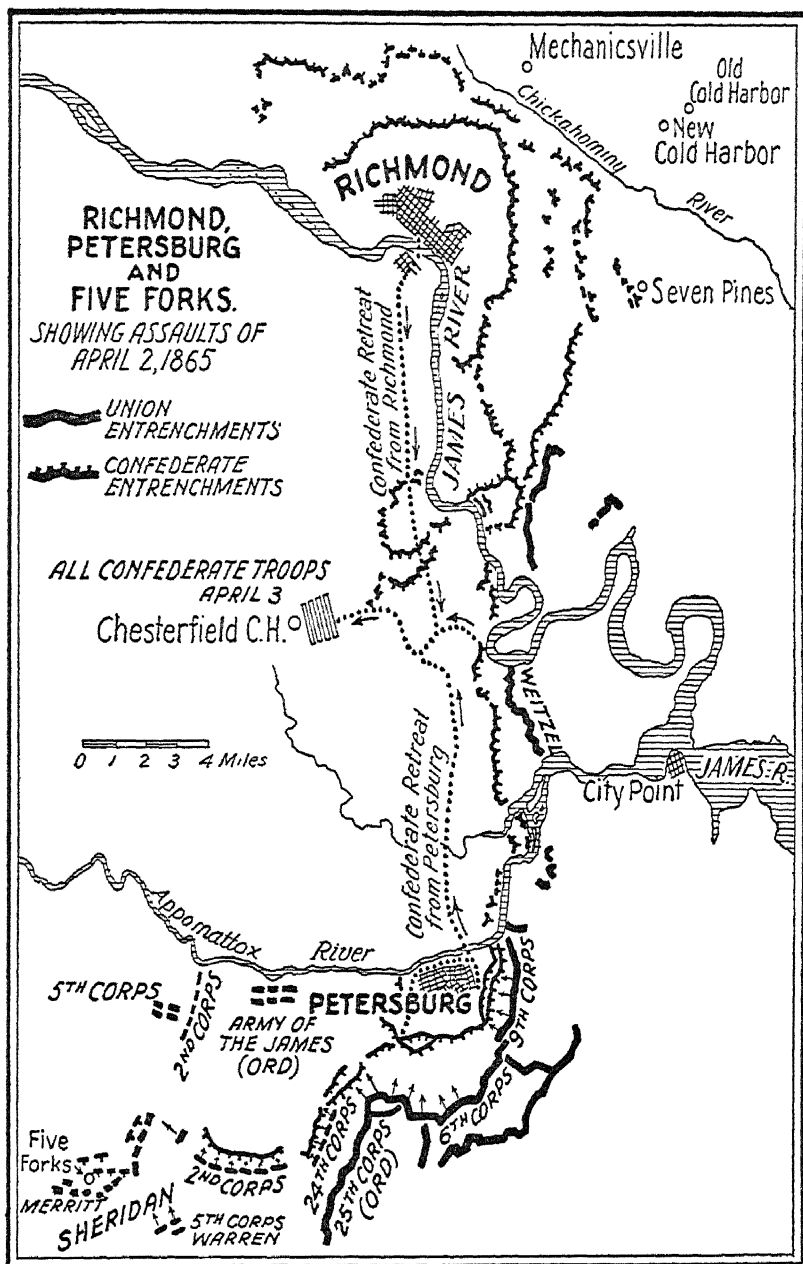 Mechanicsville
Old
Cold Harbor
New
Cold Harbor
Chickahominy
River
RICHMOND
RICHMOND,
PETERSBURG
AND
FIVE FORKS.
SHOWING ASSAULTS OF
APRIL 2, 1865
Seven Pines
JAMES RIVER
Confederate Retreat
from Richmond
UNION
ENTRENCHMENTS
CONFEDERATE
ENTRENCHMENTS
ALL CONFEDERATE TROOPS
APRIL 3
Chesterfield C.H.
WEITZEL
0 1 2 3 4 Miles
City Point
JAMES R.
Confederate Retreat
from Petersburg
Appomattox River
5TH CORPS
2ND CORPS
ARMY OF
THE JAMES
(ORD)
PETERSBURG
9TH CORPS
6TH CORPS
24TH CORPS
25TH CORPS
(ORD)
Five
Forks
MERRITT
SHERIDAN
2ND CORPS
5TH CORPS
WARREN